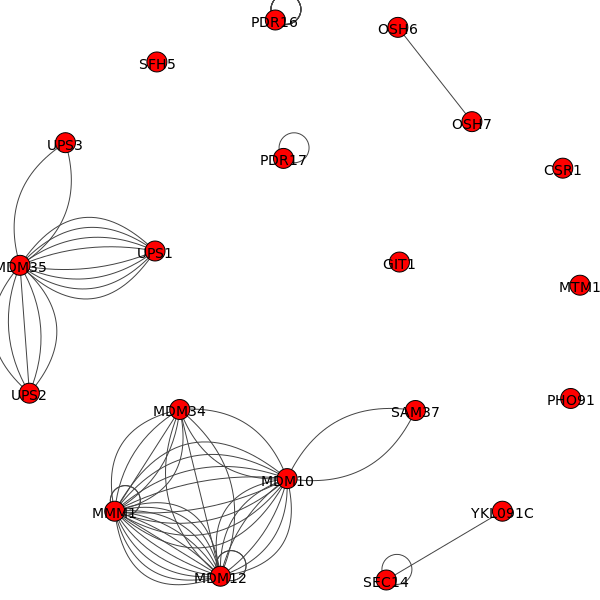 PDR16
OSH6
SFH5
OSH7
UPS3
PDR17
CSR1
UPS1
GIT1
MDM35
MTM1
UPS2
PHO91
MDM34
SAM37
MDM10
MMM1
YKL091C
MDM12
SEC14